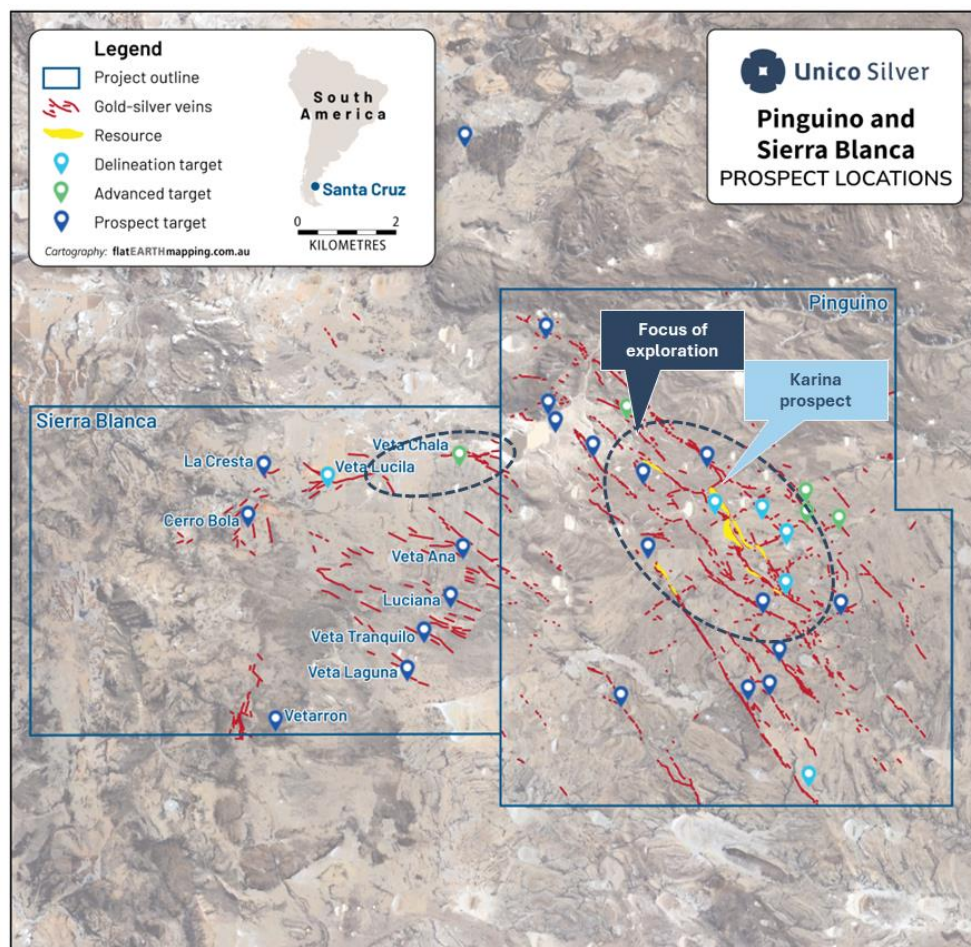 Legend
Project outline
Gold-silver veins
Resource
Delineation target
Advanced target
Prospect target
Cartography: flatEARTHmapping.com.au
South
America
Santa Cruz
0 2
KILOMETRES
Unico Silver
Pinguino and
Sierra Blanca
PROSPECT LOCATIONS
Pinguino
Focus of
exploration
Karina
prospect
Sierra Blanca
Veta Chala
La Cresta
Veta Lucila
Cerro Bola
Veta Ana
Luciana
Veta Tranquilo
Veta Laguna
Vetarron